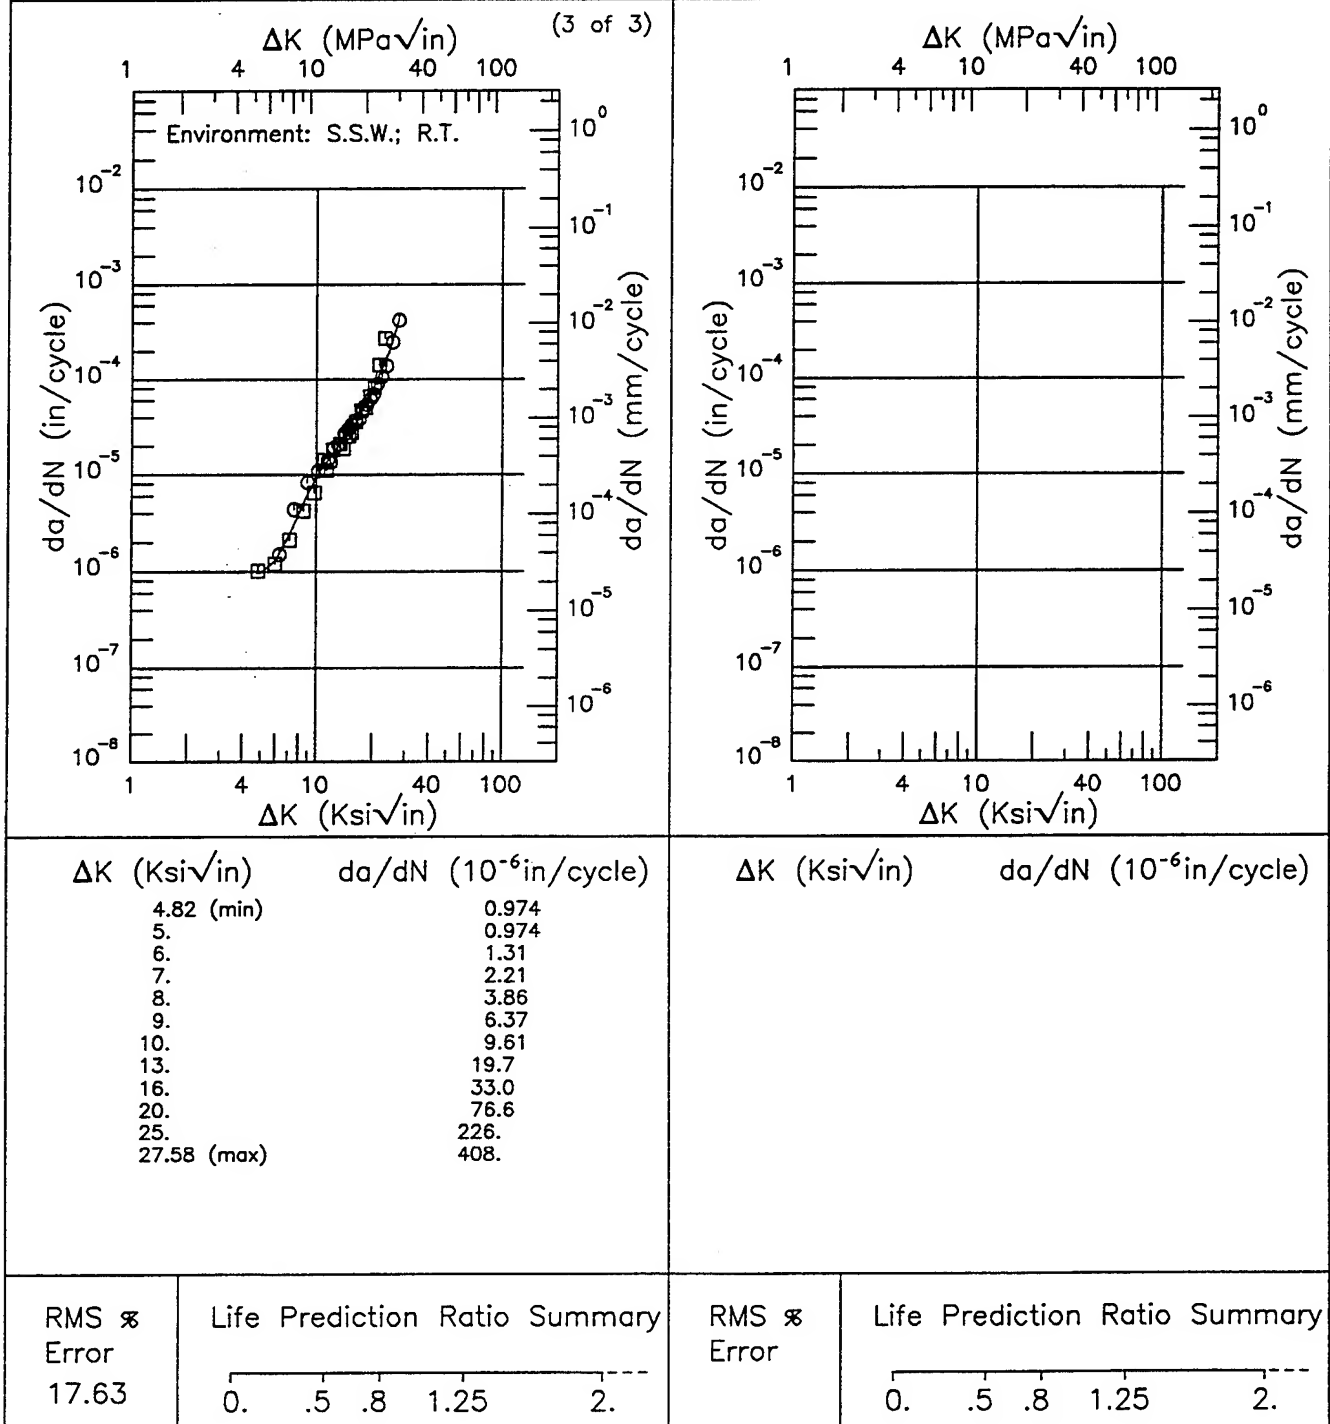 (3 of 3)
ΔK (MPa√in)
1 4 10 40 100
Environment: S.S.W.; R.T.
10⁻²
10⁻³
10⁻⁴
10⁻⁵
10⁻⁶
10⁻⁷
10⁻⁸
da/dN (in/cycle)
10⁰
10⁻¹
10⁻²
10⁻³
10⁻⁴
10⁻⁵
10⁻⁶
da/dN (mm/cycle)
1 4 10 40 100
ΔK (Ksi√in)
ΔK (MPa√in)
1 4 10 40 100
10⁻²
10⁻³
10⁻⁴
10⁻⁵
10⁻⁶
10⁻⁷
10⁻⁸
da/dN (in/cycle)
10⁰
10⁻¹
10⁻²
10⁻³
10⁻⁴
10⁻⁵
10⁻⁶
da/dN (mm/cycle)
1 4 10 40 100
ΔK (Ksi√in)
ΔK (Ksi√in) da/dN (10⁻⁶in/cycle)
4.82 (min) 0.974
5. 0.974
6. 1.31
7. 2.21
8. 3.86
9. 6.37
10. 9.61
13. 19.7
16. 33.0
20. 76.6
25. 226.
27.58 (max) 408.
ΔK (Ksi√in) da/dN (10⁻⁶in/cycle)
RMS %
Error
17.63
Life Prediction Ratio Summary
0. .5 .8 1.25 2.
RMS %
Error
Life Prediction Ratio Summary
0. .5 .8 1.25 2.